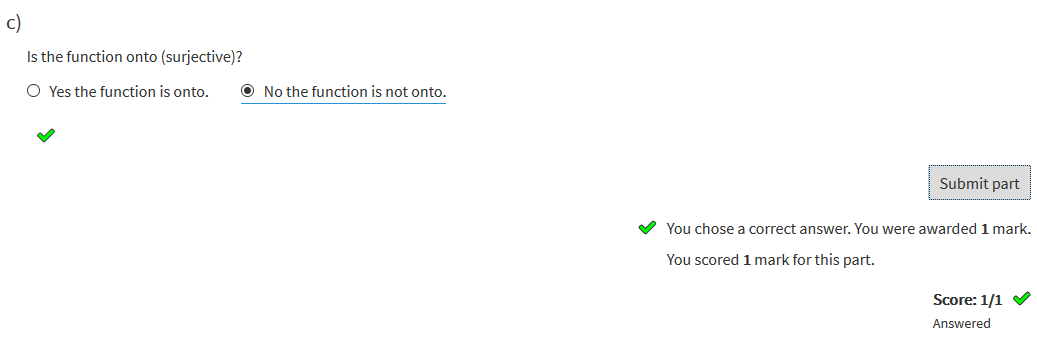 c)
Is the function onto (surjective)?
Yes the function is onto. No the function is not onto.
Submit part
You chose a correct answer. You were awarded 1 mark.
You scored 1 mark for this part.
Score: 1/1
Answered